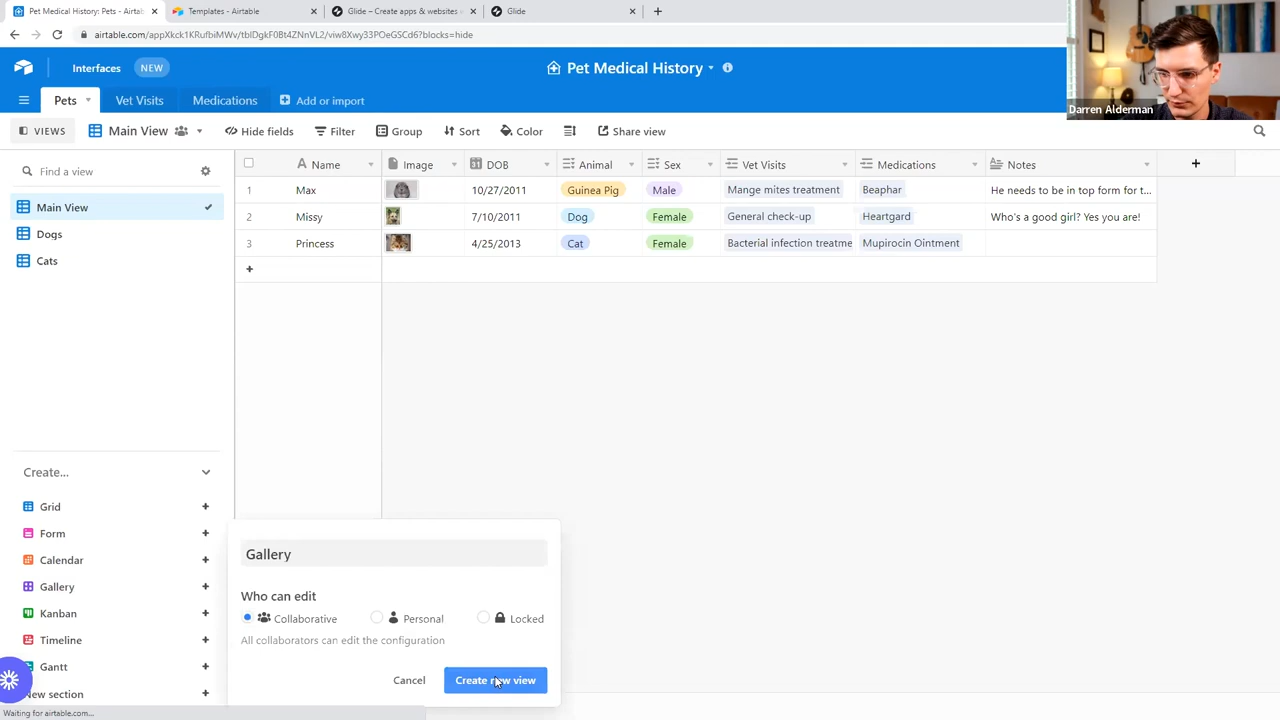 Pet Medical History: Pets - Airtab
Templates - Airtable
Glide – Create apps & websites
Glide
airtable.com/appXkck1KRufbiMWv/tblDgkF0Bt4ZNnVL2/viw8Xwy33POeGSCd6?blocks=hide
Interfaces
NEW
Pet Medical History
Darren Alderman
Pets
Vet Visits
Medications
Add or import
VIEWS
Main View
Hide fields
Filter
Group
Sort
Color
Share view
Find a view
Name
Image
DOB
Animal
Sex
Vet Visits
Medications
Notes
1 Max 10/27/2011 Guinea Pig Male Mange mites treatment Beaphar He needs to be in top form for t...
2 Missy 7/10/2011 Dog Female General check-up Heartgard Who's a good girl? Yes you are!
3 Princess 4/25/2013 Cat Female Bacterial infection treatme Mupirocin Ointment
Main View
Dogs
Cats
Create...
Grid
Form
Calendar
Gallery
Kanban
Timeline
Gantt
New section
Gallery
Who can edit
Collaborative
Personal
Locked
All collaborators can edit the configuration
Cancel
Create new view
Waiting for airtable.com...